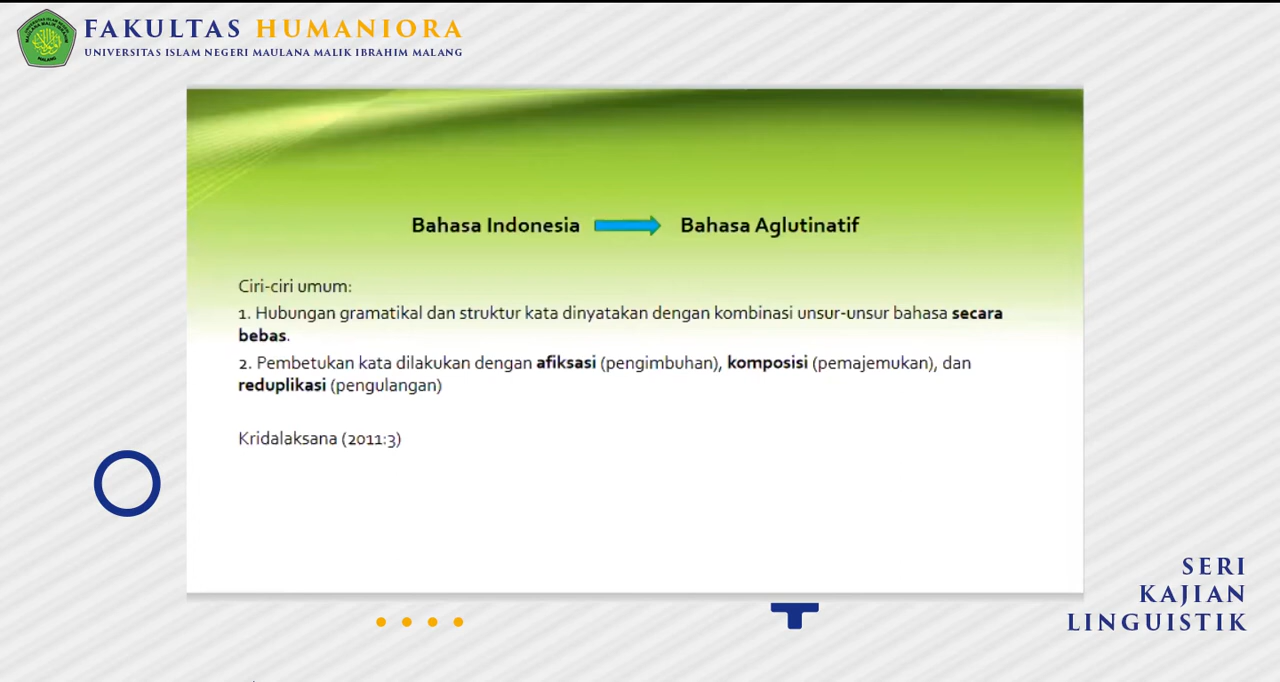 FAKULTAS HUMANIORA
UNIVERSITAS ISLAM NEGERI MAULANA MALIK IBRAHIM MALANG
Bahasa Indonesia Bahasa Aglutinatif
Ciri-ciri umum:
1. Hubungan gramatikal dan struktur kata dinyatakan dengan kombinasi unsur-unsur bahasa secara
bebas.
2. Pembetukan kata dilakukan dengan afiksasi (pengimbuhan), komposisi (pemajemukan), dan
reduplikasi (pengulangan)
Kridalaksana (2011:3)
SERI
KAJIAN
LINGUISTIK